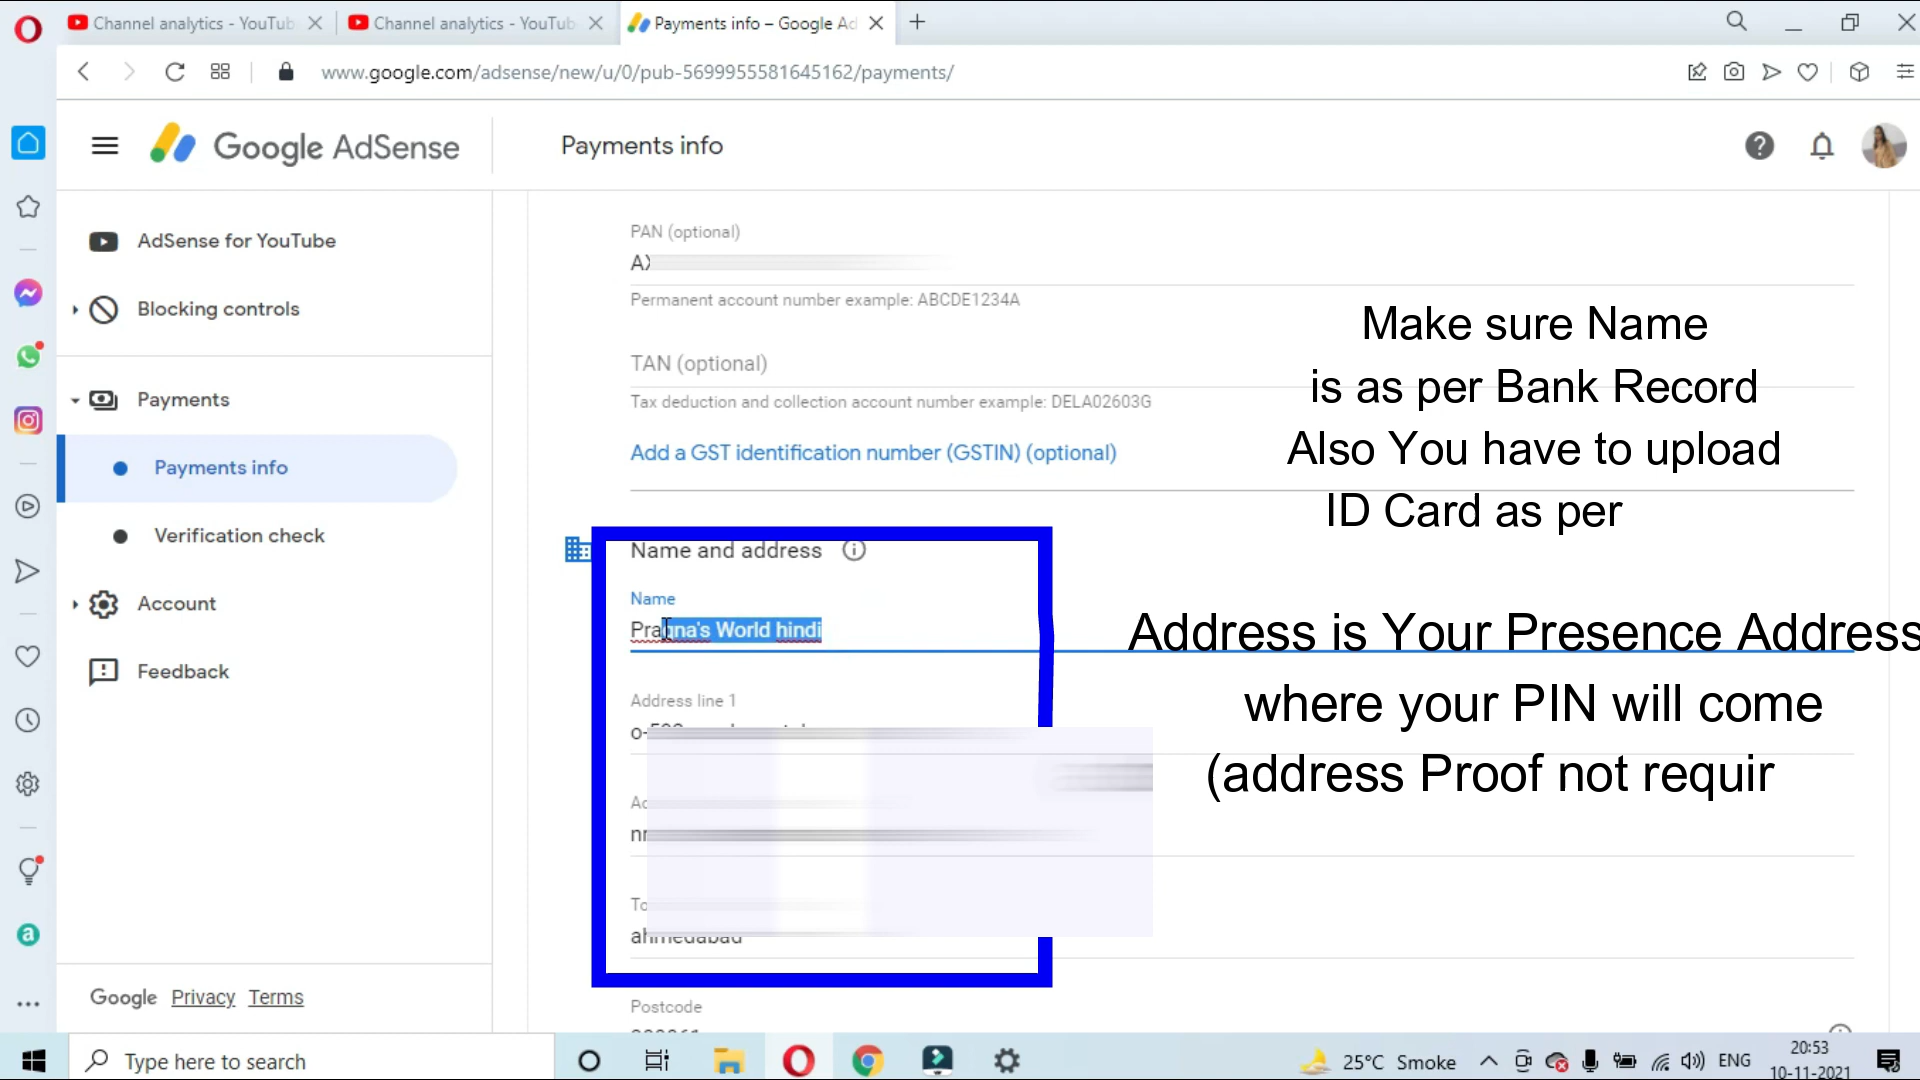 Channel analytics - YouTub
Channel analytics - YouTub
Payments info – Google Ad
www.google.com/adsense/new/u/0/pub-5699955581645162/payments/
Google AdSense
Payments info
AdSense for YouTube
Blocking controls
Payments
Payments info
Verification check
Account
Feedback
Google Privacy Terms
PAN (optional)
Permanent account number example: ABCDE1234A
TAN (optional)
Tax deduction and collection account number example: DELA02603G
Add a GST identification number (GSTIN) (optional)
Name and address
Name
Pragna's World hindi
Address line 1
ahmedabad
Postcode
Make sure Name
is as per Bank Record
Also You have to upload
ID Card as per
Address is Your Presence Address
where your PIN will come
(address Proof not requir
Type here to search
25°C Smoke
ENG
20:53
10-11-2021